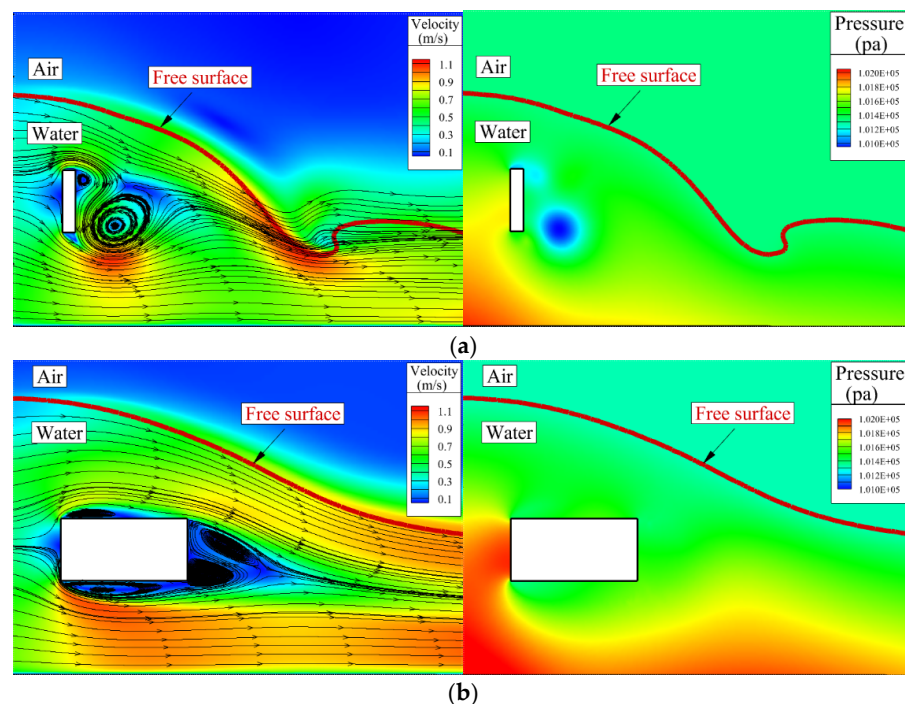 (a)
Velocity
(m/s)
1.1
0.9
0.7
0.5
0.3
0.1
Air
Free surface
Water
Pressure
(pa)
1.020E+05
1.018E+05
1.016E+05
1.014E+05
1.012E+05
1.010E+05
Free surface
Air
Water
(a)
Air
Velocity
(m/s)
1.1
0.9
0.7
0.5
0.3
0.1
Free surface
Water
Air
Pressure
(pa)
1.020E+05
1.018E+05
1.016E+05
1.014E+05
1.012E+05
1.010E+05
Free surface
Water
(b)